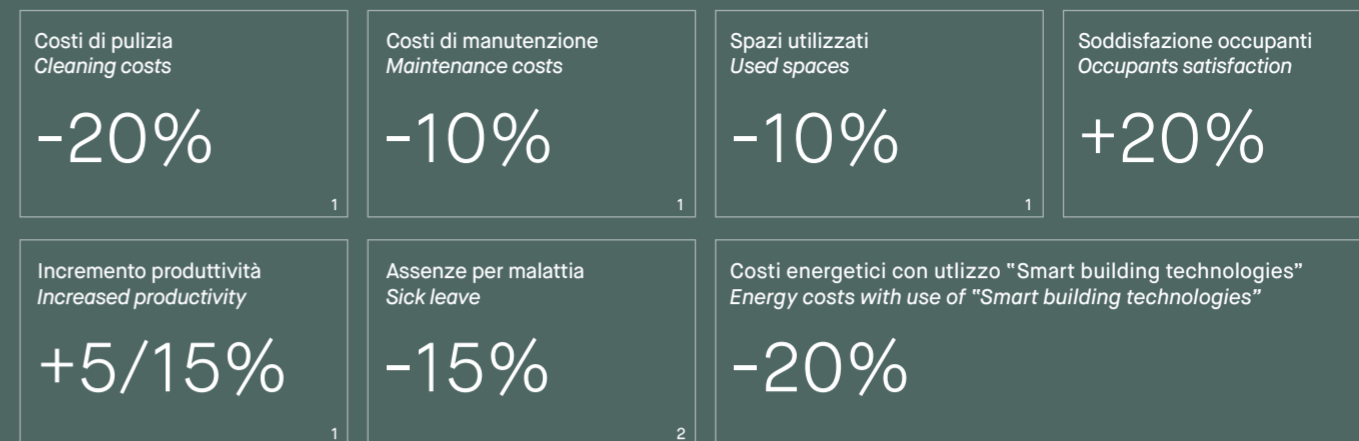 Costi di pulizia
Cleaning costs
-20%
1
Costi di manutenzione
Maintenance costs
-10%
1
Spazi utilizzati
Used spaces
-10%
1
Soddisfazione occupanti
Occupants satisfaction
+20%
Incremento produttività
Increased productivity
+5/15%
1
Assenze per malattia
Sick leave
-15%
2
Costi energetici con utlizzo "Smart building technologies”
Energy costs with use of "Smart building technologies”
-20%